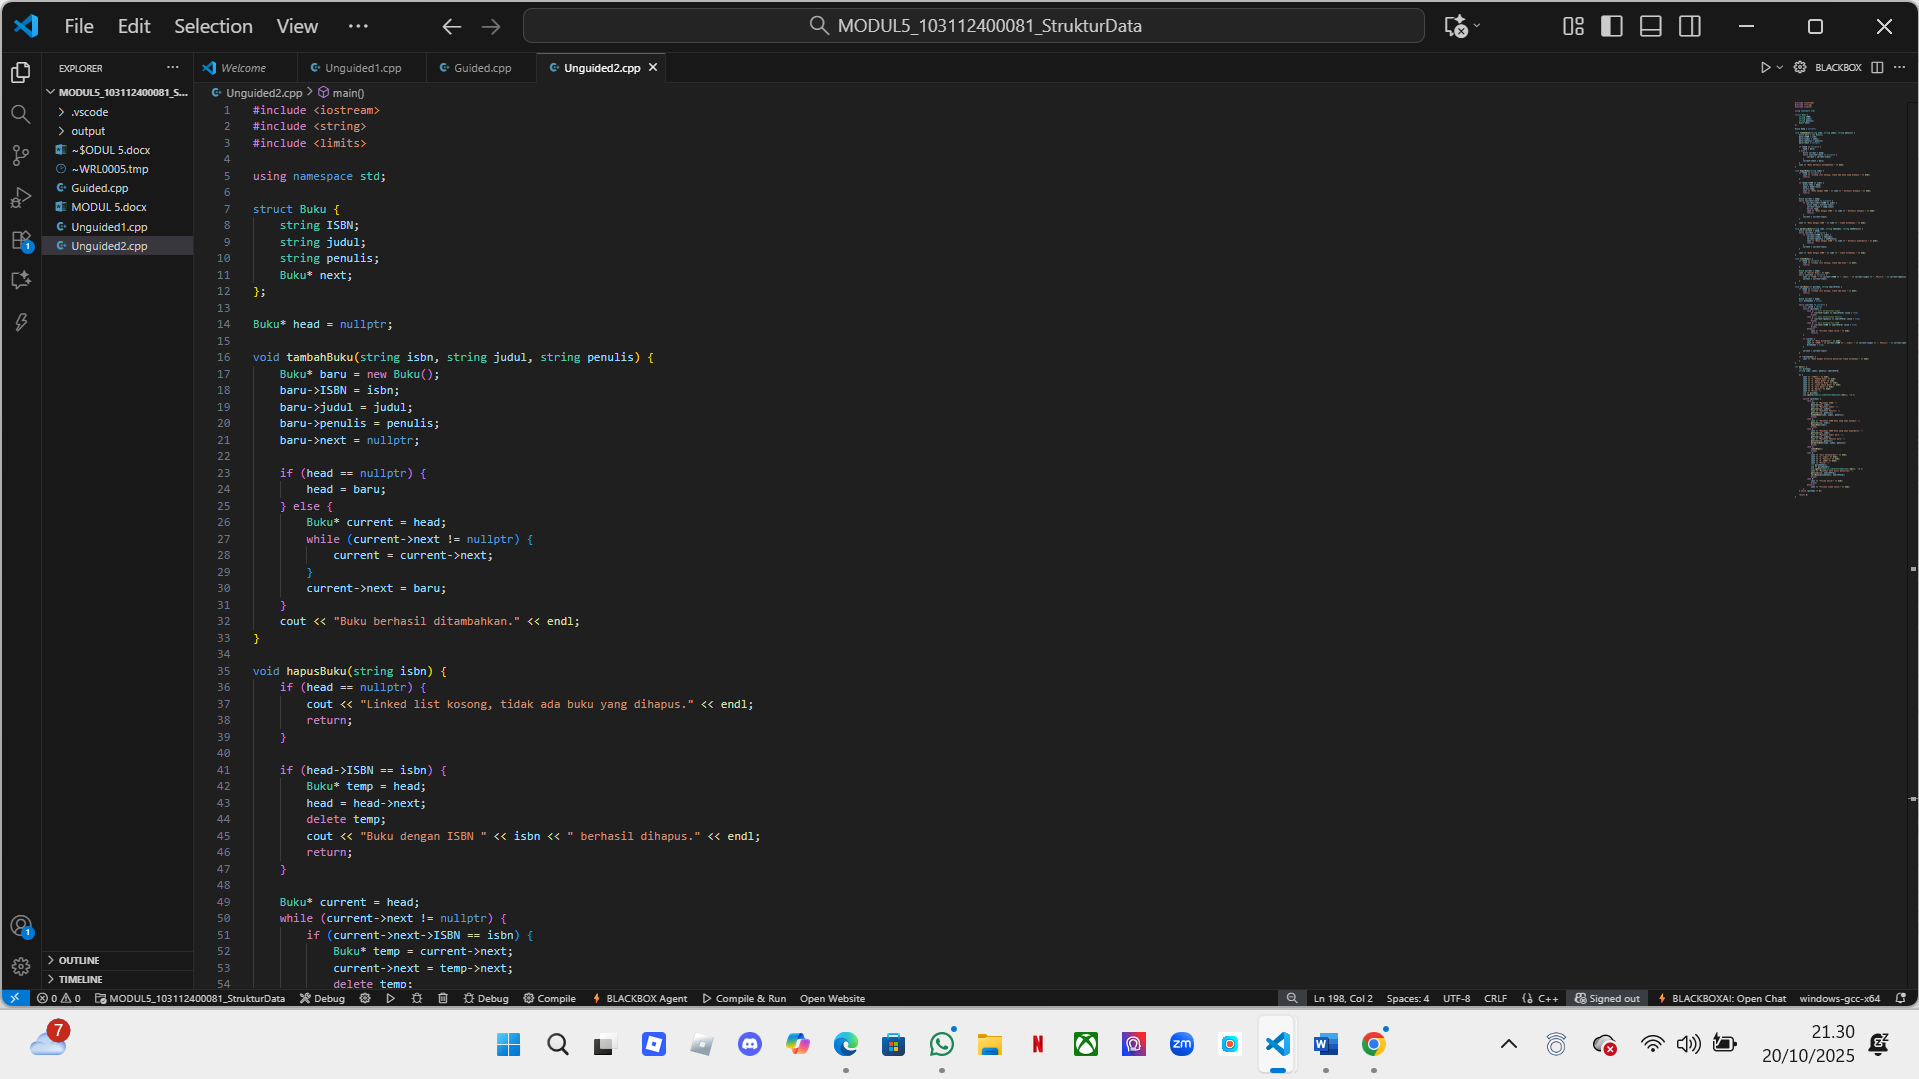 File Edit Selection View ... MODUL5_103112400081_StrukturData
EXPLORER ...
MODUL5_103112400081_S...
.vscode
output
~$ODUL 5.docx
~WRL0005.tmp
Guided.cpp
MODUL 5.docx
Unguided1.cpp
Unguided2.cpp
OUTLINE
TIMELINE
Welcome Unguided1.cpp Guided.cpp Unguided2.cpp BLACKBOX ...
Unguided2.cpp > main()
1 #include <iostream>
2 #include <string>
3 #include <limits>
4
5 using namespace std;
6
7 struct Buku {
8 string ISBN;
9 string judul;
10 string penulis;
11 Buku* next;
12 };
13
14 Buku* head = nullptr;
15
16 void tambahBuku(string isbn, string judul, string penulis) {
17 Buku* baru = new Buku();
18 baru->ISBN = isbn;
19 baru->judul = judul;
20 baru->penulis = penulis;
21 baru->next = nullptr;
22
23 if (head == nullptr) {
24 head = baru;
25 } else {
26 Buku* current = head;
27 while (current->next != nullptr) {
28 current = current->next;
29 }
30 current->next = baru;
31 }
32 cout << "Buku berhasil ditambahkan." << endl;
33 }
34
35 void hapusBuku(string isbn) {
36 if (head == nullptr) {
37 cout << "Linked list kosong, tidak ada buku yang dihapus." << endl;
38 return;
39 }
40
41 if (head->ISBN == isbn) {
42 Buku* temp = head;
43 head = head->next;
44 delete temp;
45 cout << "Buku dengan ISBN " << isbn << " berhasil dihapus." << endl;
46 return;
47 }
48
49 Buku* current = head;
50 while (current->next != nullptr) {
51 if (current->next->ISBN == isbn) {
52 Buku* temp = current->next;
53 current->next = temp->next;
54 delete temp;
0 0 MODUL5_103112400081_StrukturData Debug Debug Compile BLACKBOX Agent Compile & Run Open Website Ln 198, Col 2 Spaces: 4 UTF-8 CRLF {} C++ Signed out BLACKBOXAI: Open Chat windows-gcc-x64
7
zm
21.30
20/10/2025